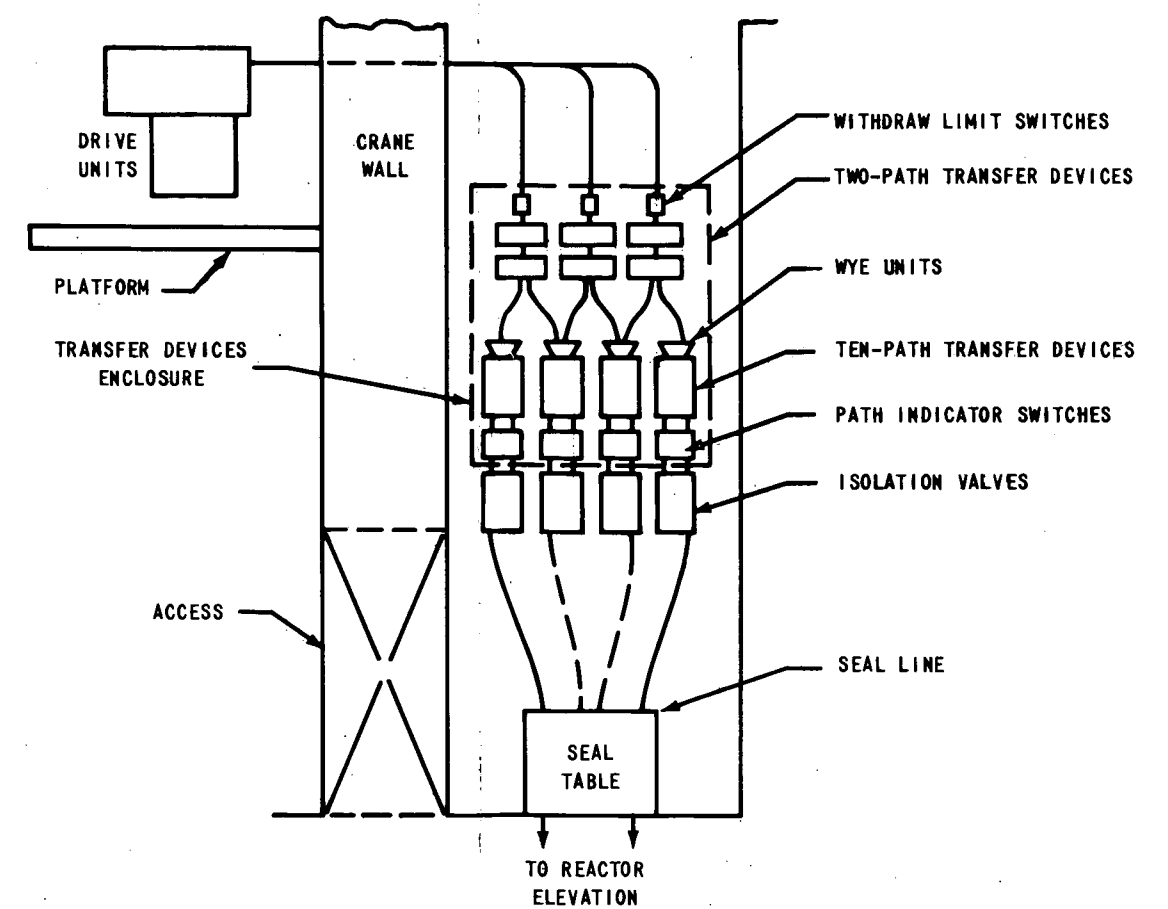 DRIVE
UNITS
CRANE
WALL
PLATFORM
TRANSFER DEVICES
ENCLOSURE
ACCESS
WITHDRAW LIMIT SWITCHES
TWO-PATH TRANSFER DEVICES
WYE UNITS
TEN-PATH TRANSFER DEVICES
PATH INDICATOR SWITCHES
ISOLATION VALVES
SEAL LINE
SEAL
TABLE
TO REACTOR
ELEVATION